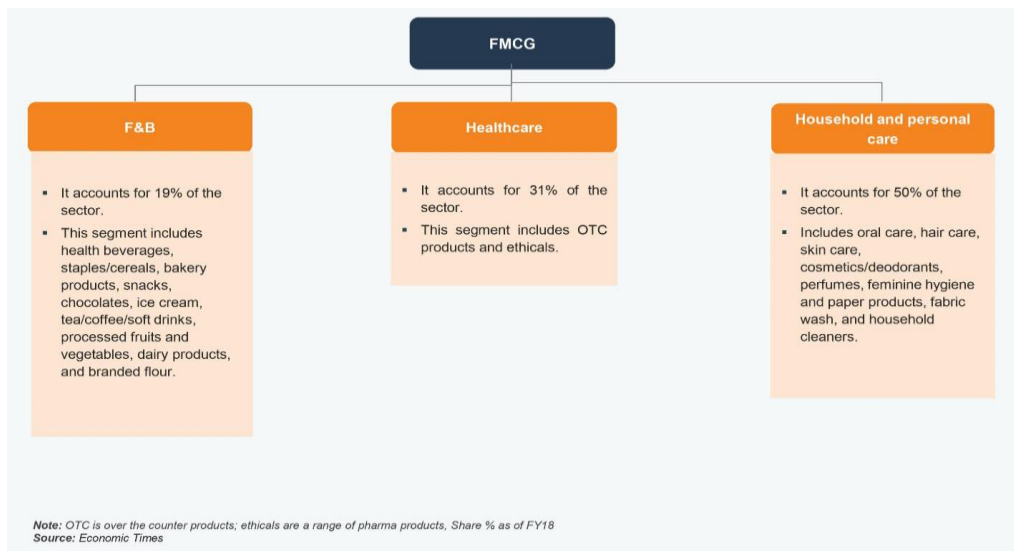 FMCG
F&B
▪ It accounts for 19% of the
sector.
▪ This segment includes
health beverages,
staples/cereals, bakery
products, snacks,
chocolates, ice cream,
tea/coffee/soft drinks,
processed fruits and
vegetables, dairy products,
and branded flour.
Healthcare
▪ It accounts for 31% of the
sector.
▪ This segment includes OTC
products and ethicals.
Household and personal
care
▪ It accounts for 50% of the
sector.
▪ Includes oral care, hair care,
skin care,
cosmetics/deodorants,
perfumes, feminine hygiene
and paper products, fabric
wash, and household
cleaners.
Note: OTC is over the counter products; ethicals are a range of pharma products, Share % as of FY18
Source: Economic Times